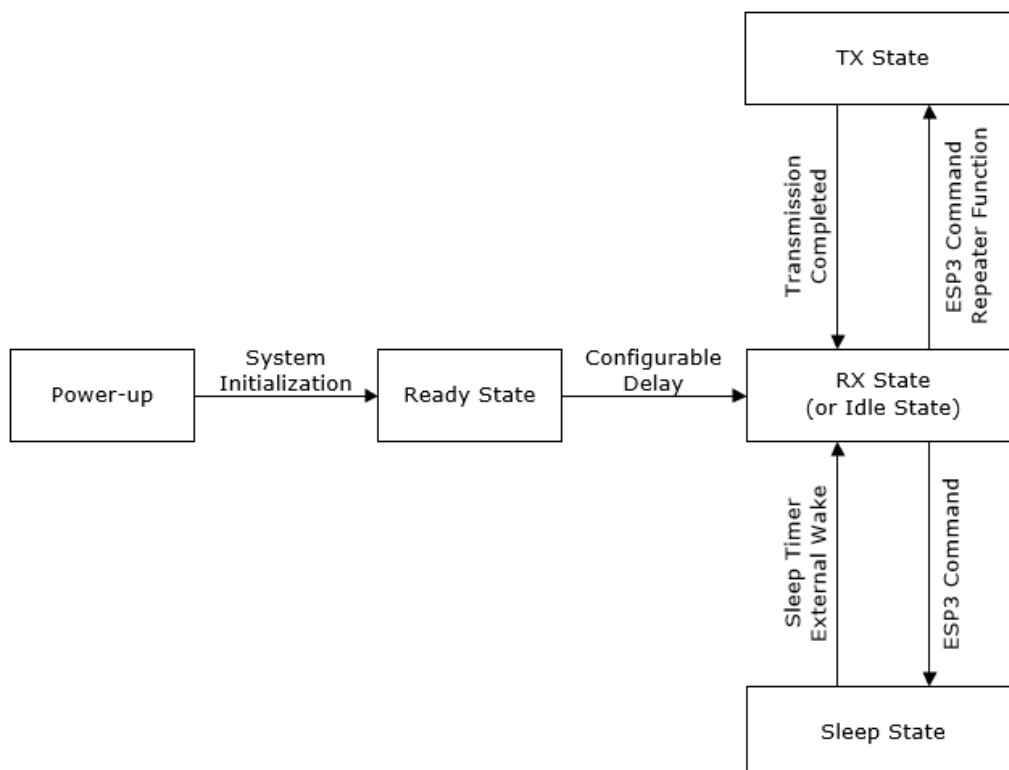 TX State
Transmission
Completed
ESP3 Command
Repeater Function
Power-up
System
Initialization
Ready State
Configurable
Delay
RX State
(or Idle State)
Sleep Timer
External Wake
ESP3 Command
Sleep State